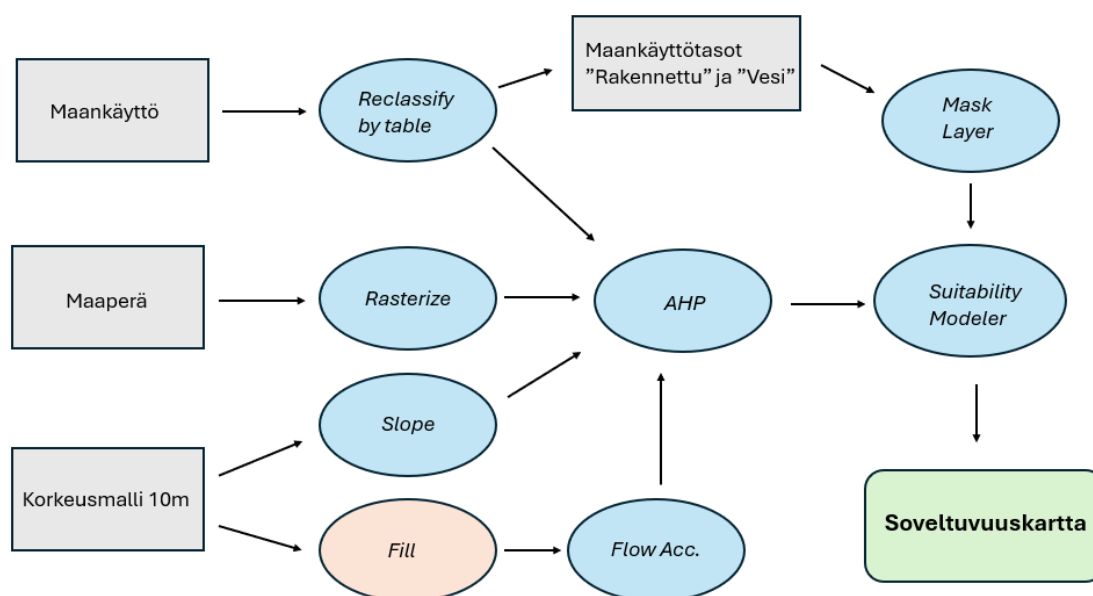 Maankäyttö
Reclassify
by table
Maankäyttötasot
”Rakennettu” ja ”Vesi”
Mask
Layer
Maaperä
Rasterize
AHP
Suitability
Modeler
Slope
Korkeusmalli 10m
Fill
Flow Acc.
Soveltuvuuskartta